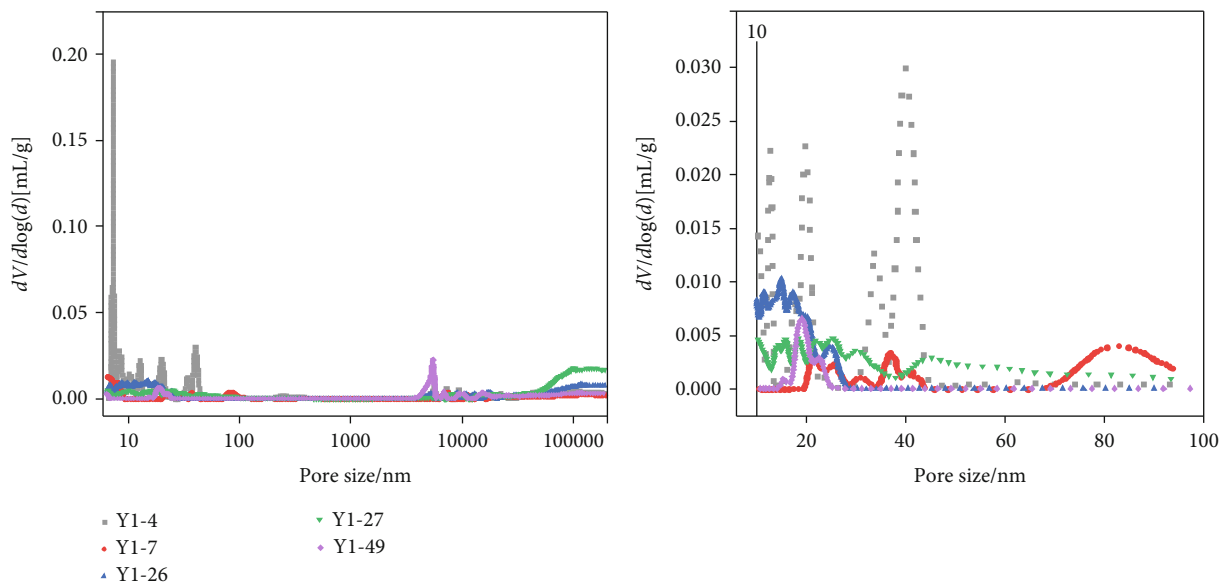 0.20
0.15
0.10
0.05
0.00
dV/dlog(d)[mL/g]
10
100
1000
10000
100000
Pore size/nm
10
0.030
0.025
0.020
0.015
0.010
0.005
0.000
dV/dlog(d)[mL/g]
20
40
60
80
100
Pore size/nm
Y1-4
Y1-7
Y1-26
Y1-27
Y1-49